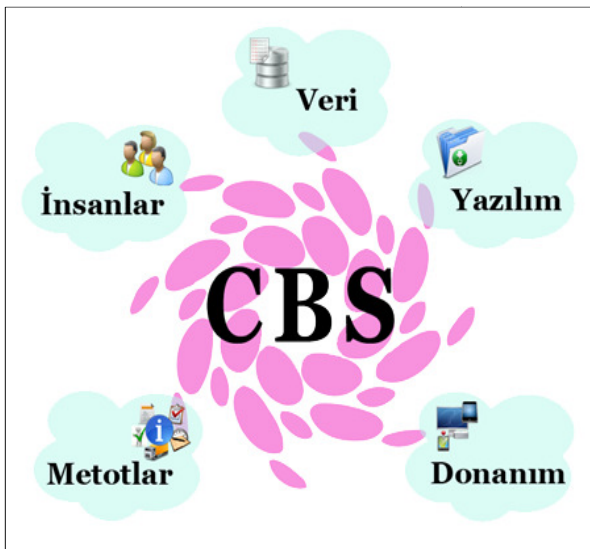 Veri
İnsanlar
Yazılım
CBS
Metotlar
Donanım